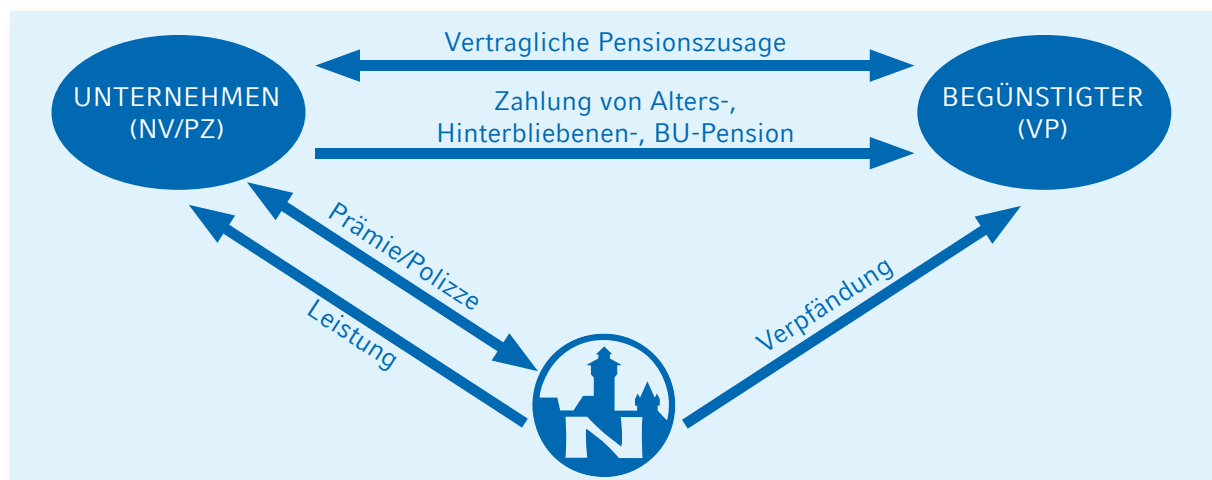 Vertragliche Pensionszusage
UNTERNEHMEN
(NV/PZ)
BEGÜNSTIGTER
(VP)
Zahlung von Alters-,
Hinterbliebenen-, BU-Pension
Prämie/Polizze
Leistung
Verpfändung
N